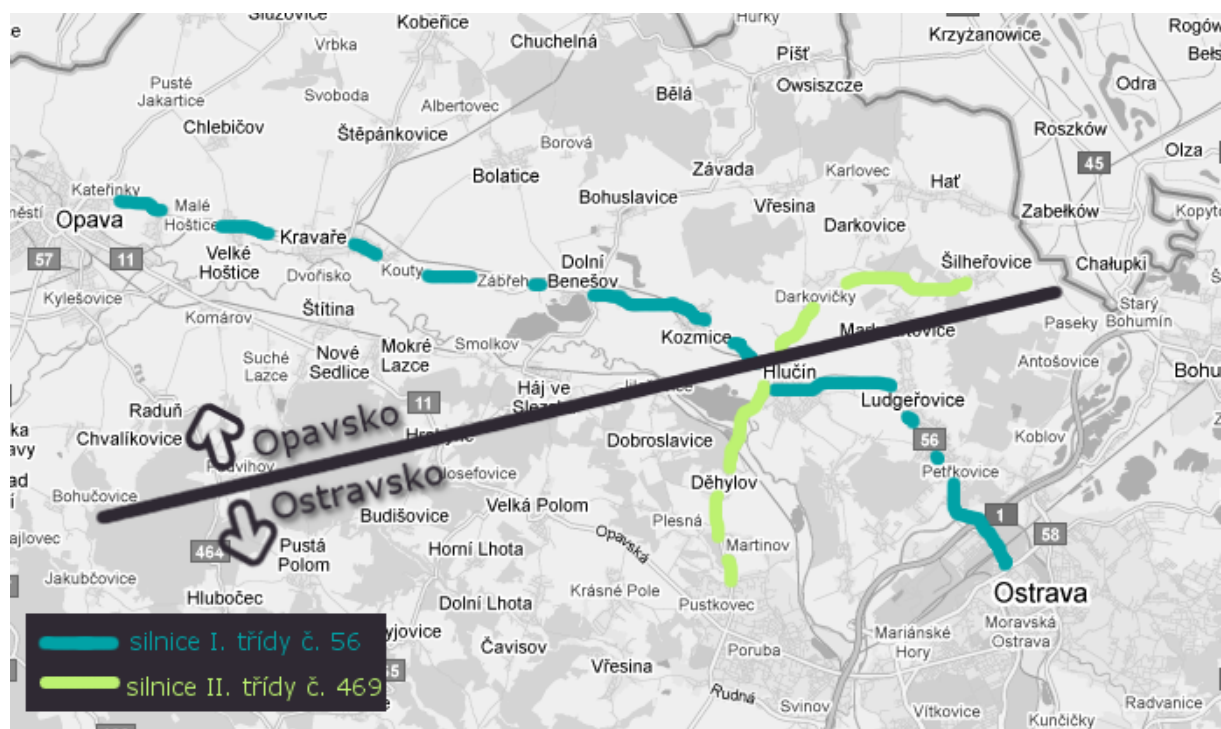 Služovice
Kobeřice
Hůrky
Krzyżanowice
Rogów
Vrbka
Chuchelná
Píšť
Owsiszcze
Pusté
Jakartice
Svoboda
Albertovec
Bělá
Odra
Chlebičov
Štěpánkovice
Borová
Roszków
Závada
Karlovec
45
Olza
Kateřinky
Bolatice
Hať
Opava
Malé
Hoštice
Bohuslavice
Vřesina
Zabełków
Kravaře
Darkovice
57
11
Velké
Hoštice
Dvořisko
Kouty
Zábřeh
Dolní
Benešov
Šilheřovice
Chałupki
Kylešovice
Komárov
Štítina
Darkovičky
Starý
Bohumín
Paseky
Suché
Lazce
Nové
Sedlice
Mokré
Lazce
Smolkov
Kozmice
Hlučín
Antošovice
Raduň
11
Háj ve
Ludgeřovice
Chvalíkovice
Opavsko
Dobroslavice
56
Koblov
Petřkovice
Bohučovice
Ostravsko
Josefovice
Děhylov
Velká Polom
Budišovice
Plesná
1
58
464
Pustá
Polom
Horní Lhota
Opavská
Martinov
Jakubčovice
Hlubočec
Dolní Lhota
Krásné Pole
Pustkovec
Ostrava
Moravská
Ostrava
Mariánské
Hory
Čavisov
Vřesina
Poruba
Rudná
Svinov
Vítkovice
Radvanice
Kunčičky
silnice I. třídy č. 56
silnice II. třídy č. 469